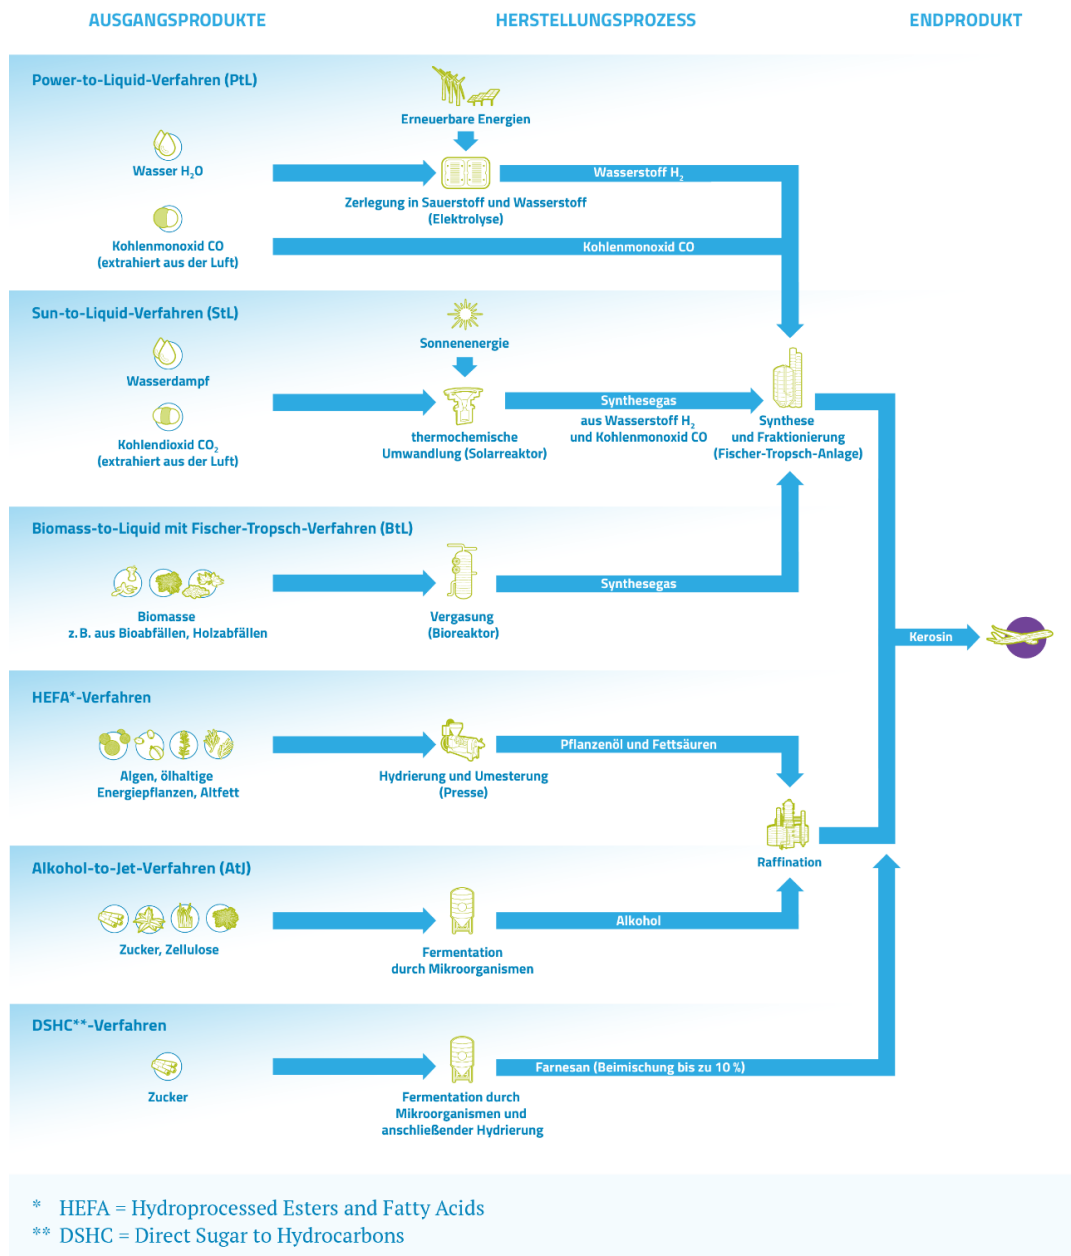 AUSGANGSPRODUKTE
HERSTELLUNGSPROZESS
ENDPRODUKT
Power-to-Liquid-Verfahren (PtL)
Erneuerbare Energien
Wasser H₂O
Wasserstoff H₂
Zerlegung in Sauerstoff und Wasserstoff
(Elektrolyse)
Kohlenmonoxid CO
(extrahiert aus der Luft)
Kohlenmonoxid CO
Sun-to-Liquid-Verfahren (StL)
Sonnenenergie
Wasserdampf
Kohlendioxid CO₂
(extrahiert aus der Luft)
thermochemische
Umwandlung (Solarreaktor)
Synthesegas
aus Wasserstoff H₂
und Kohlenmonoxid CO
Synthese
und Fraktionierung
(Fischer-Tropsch-Anlage)
Biomass-to-Liquid mit Fischer-Tropsch-Verfahren (BtL)
Biomasse
z. B. aus Bioabfällen, Holzabfällen
Vergasung
(Bioreaktor)
Synthesegas
Kerosin
HEFA*-Verfahren
Algen, ölhaltige
Energiepflanzen, Altfett
Hydrierung und Umesterung
(Presse)
Pflanzenöl und Fettsäuren
Raffination
Alkohol-to-Jet-Verfahren (AtJ)
Zucker, Zellulose
Fermentation
durch Mikroorganismen
Alkohol
DSHC**-Verfahren
Zucker
Fermentation durch
Mikroorganismen und
anschließender Hydrierung
Farnesan (Beimischung bis zu 10 %)
* HEFA = Hydroprocessed Esters and Fatty Acids
** DSHC = Direct Sugar to Hydrocarbons